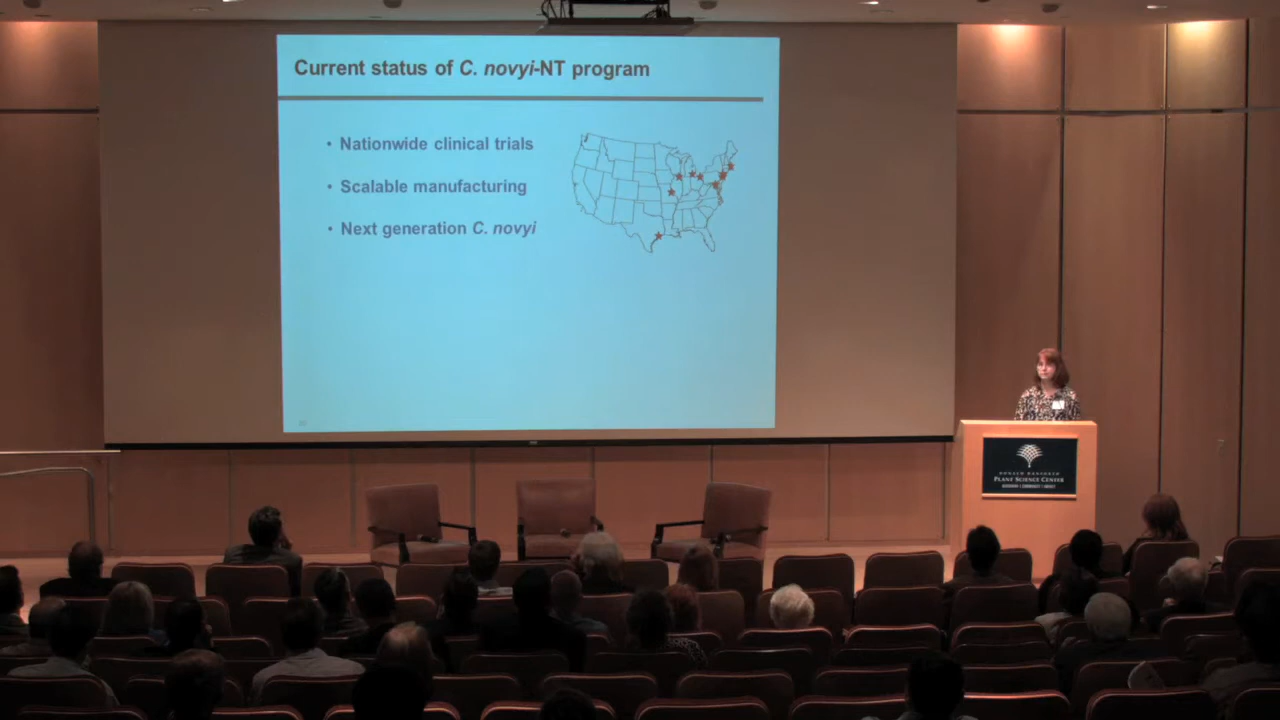 Current status of C. novyi-NT program
• Nationwide clinical trials
• Scalable manufacturing
• Next generation C. novyi
PLANT SCIENCE CENTER